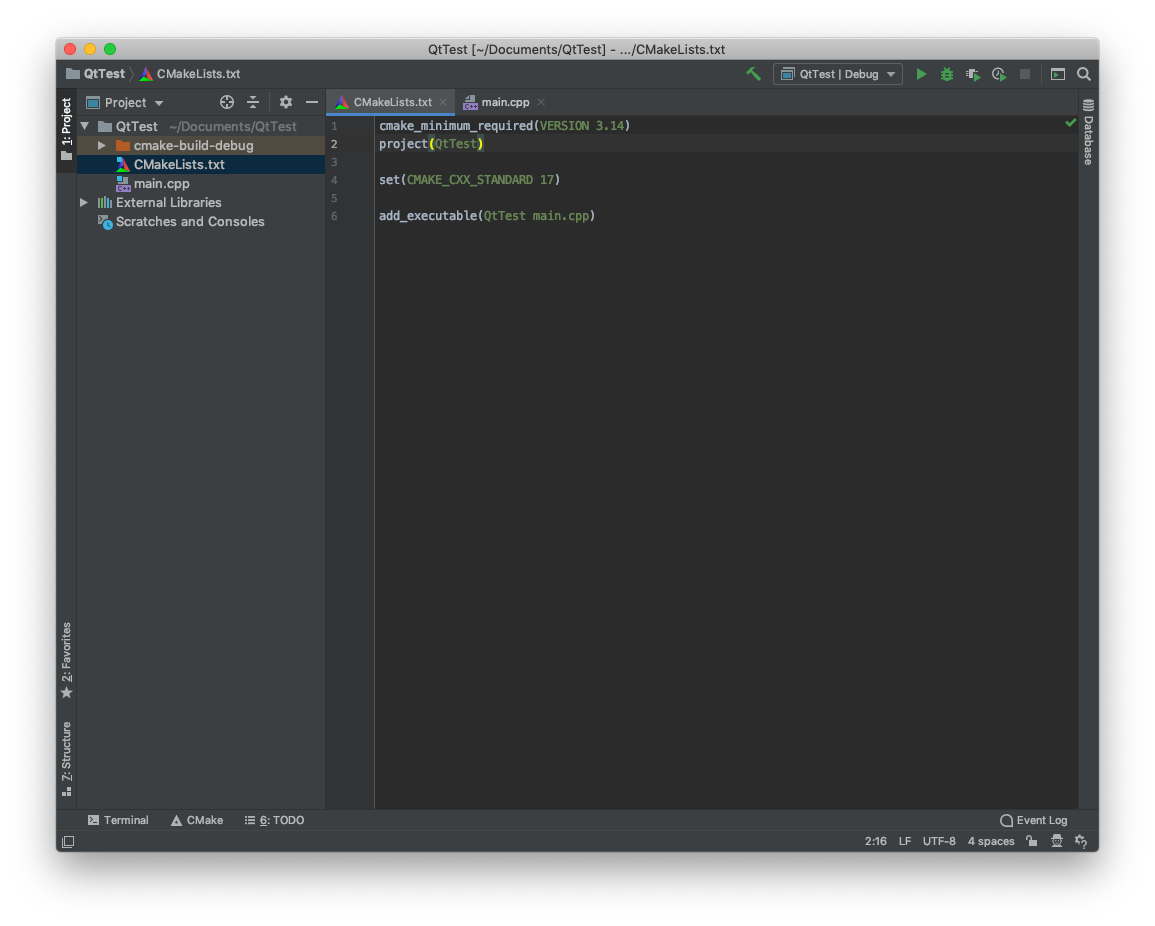 QtTest [~/Documents/QtTest] - .../CMakeLists.txt
QtTest CMakeLists.txt QtTest | Debug
1: Project
Project
CMakeLists.txt main.cpp
QtTest ~/Documents/QtTest
cmake-build-debug
CMakeLists.txt
main.cpp
External Libraries
Scratches and Consoles
1 cmake_minimum_required(VERSION 3.14)
2 project(QtTest)
3
4 set(CMAKE_CXX_STANDARD 17)
5
6 add_executable(QtTest main.cpp)
Database
2: Favorites
Z: Structure
Terminal CMake 6: TODO Event Log
2:16 LF UTF-8 4 spaces